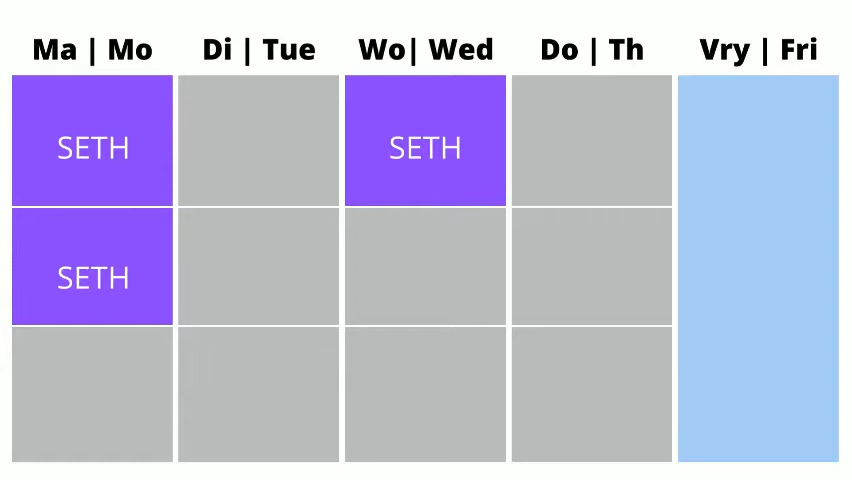 Ma | Mo Di | Tue Wo| Wed Do | Th Vry | Fri
SETH SETH
SETH